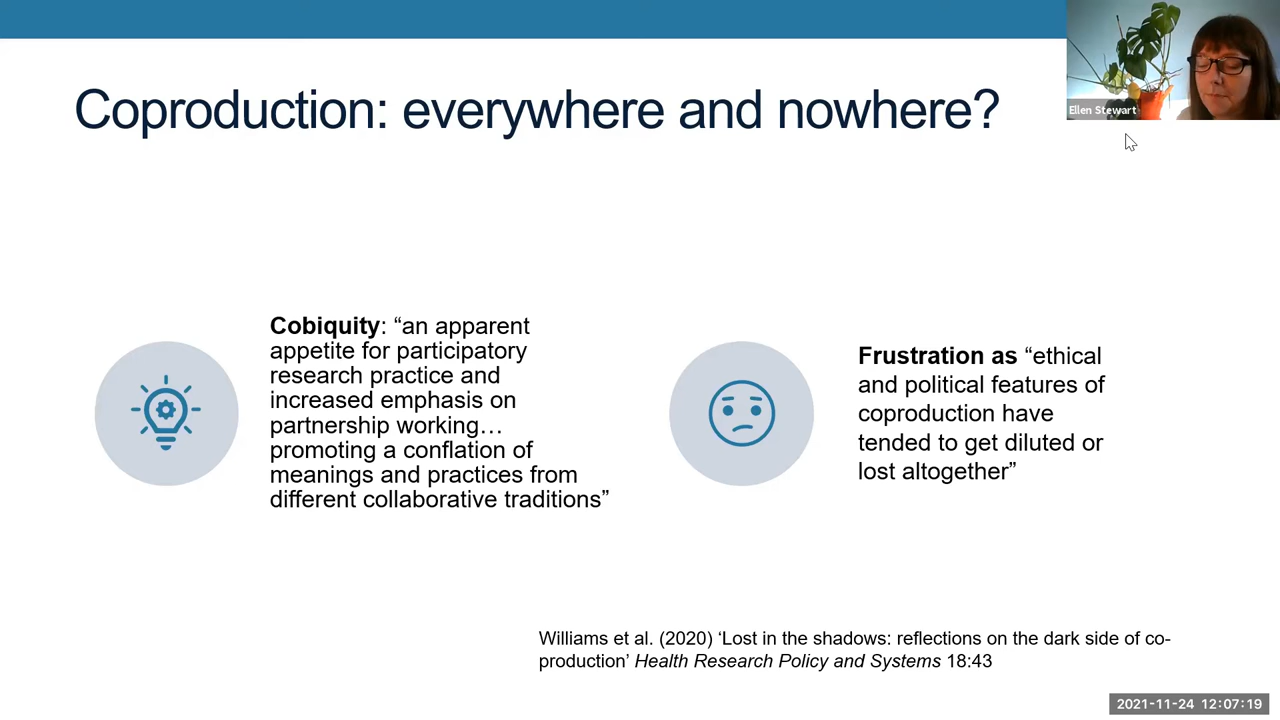 Coproduction: everywhere and nowhere?
Ellen Stewart
Cobiquity: “an apparent
appetite for participatory
research practice and
increased emphasis on
partnership working…
promoting a conflation of
meanings and practices from
different collaborative traditions”
Frustration as “ethical
and political features of
coproduction have
tended to get diluted or
lost altogether”
Williams et al. (2020) ‘Lost in the shadows: reflections on the dark side of co-
production’ Health Research Policy and Systems 18:43
2021-11-24 12:07:19